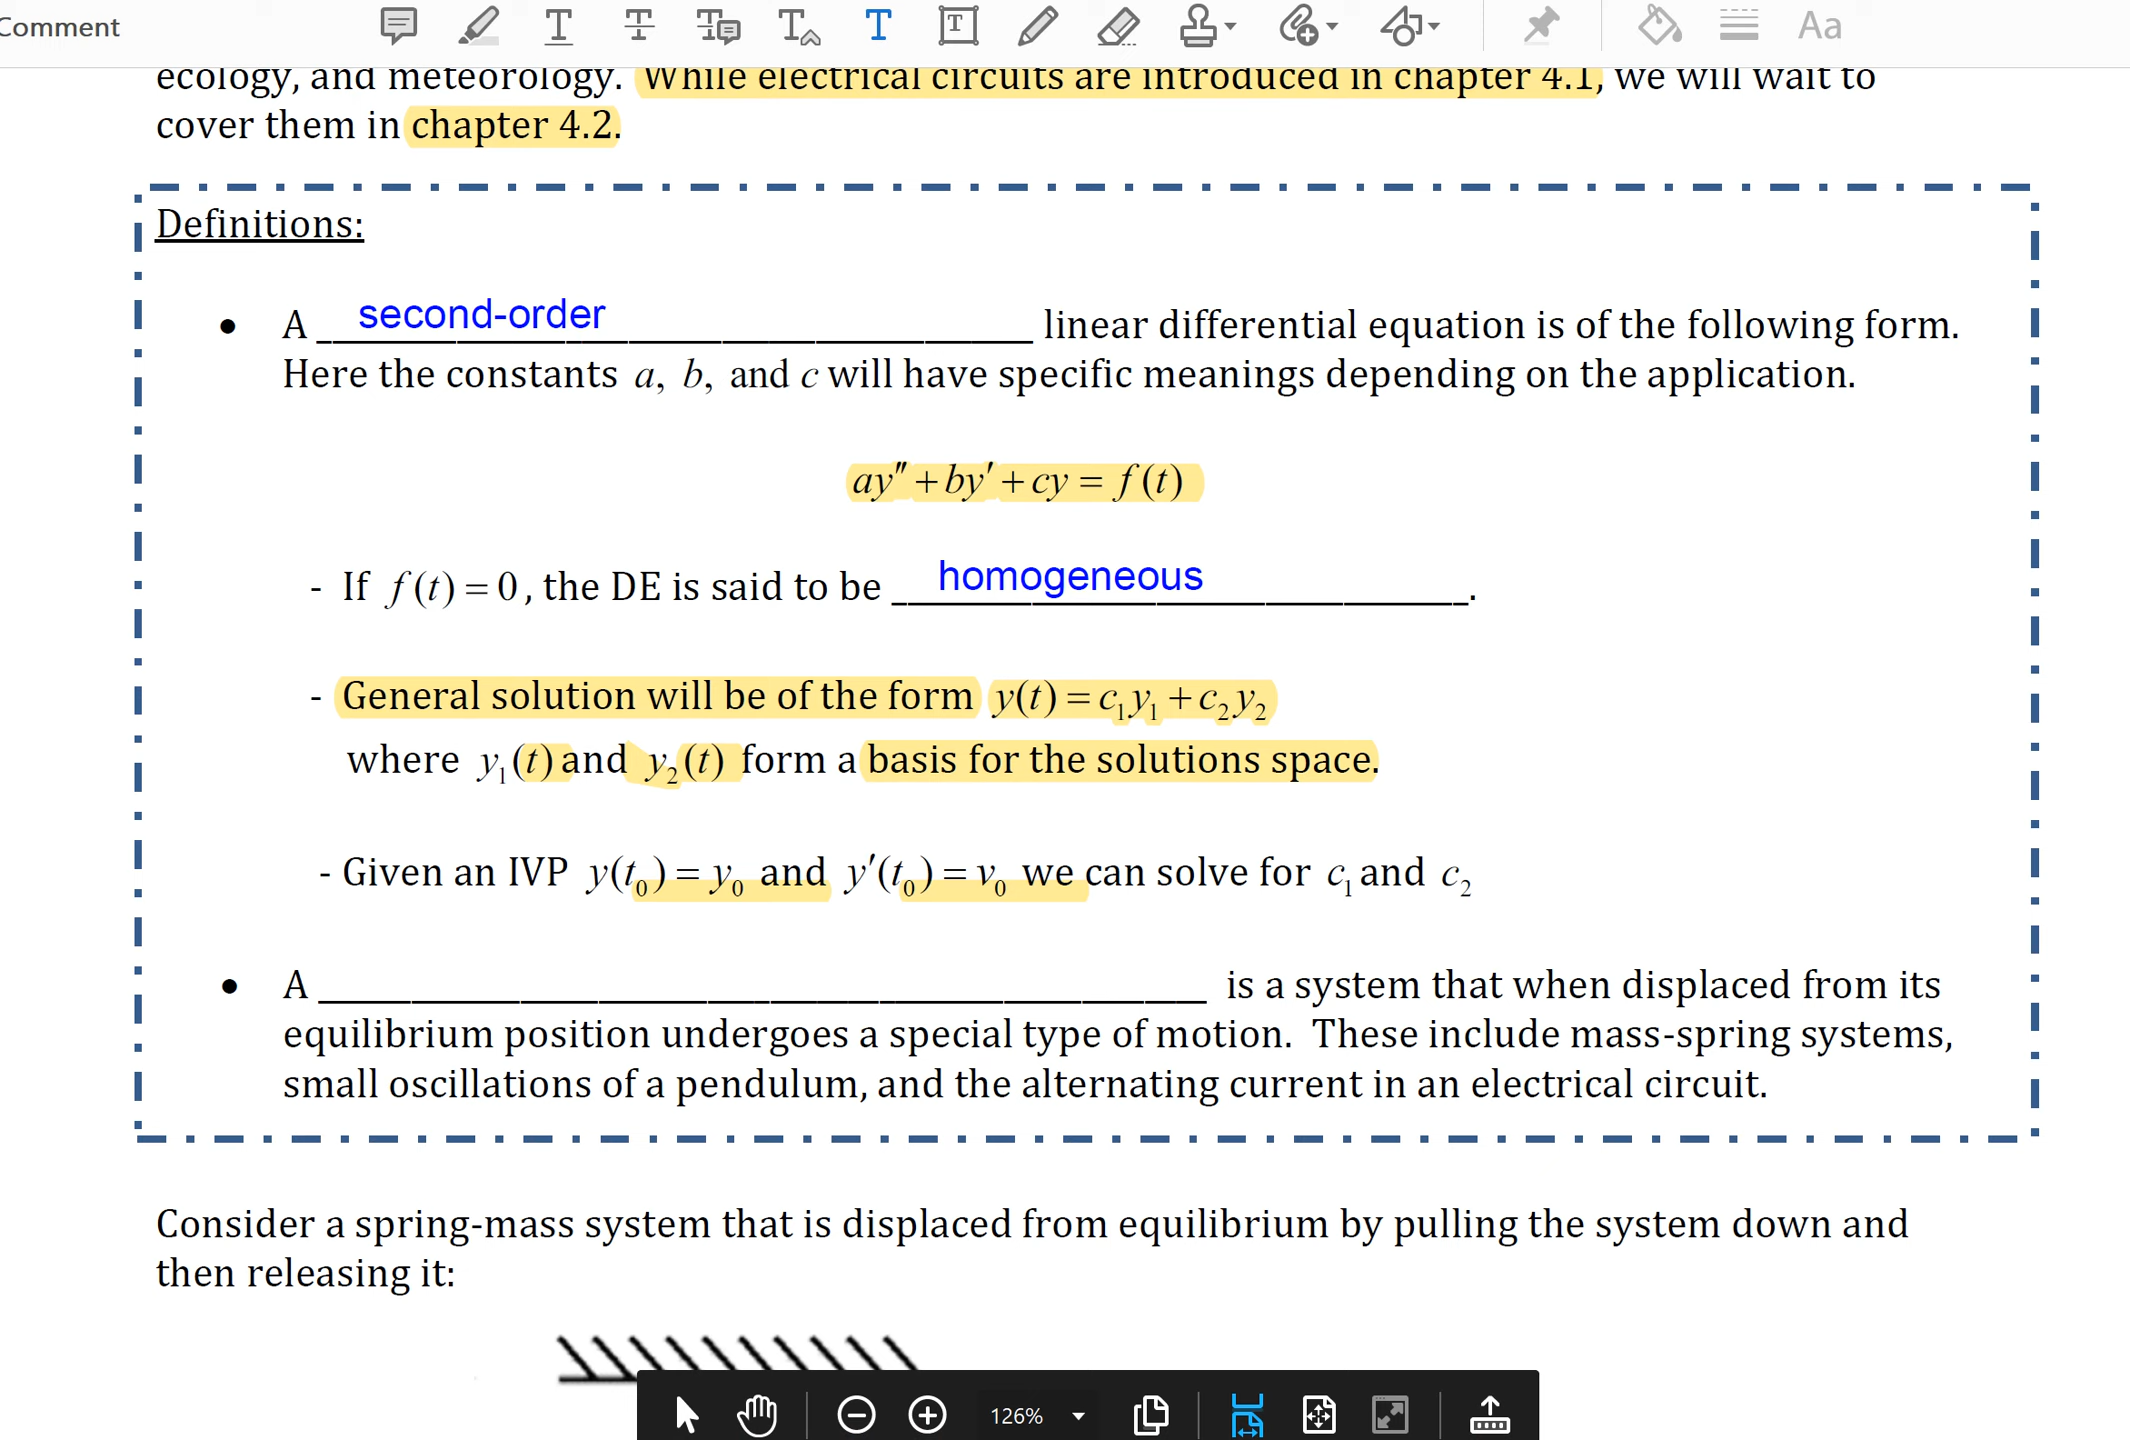 Comment
Aa
ecology, and meteorology. While electrical circuits are introduced in chapter 4.1, we will wait to
cover them in chapter 4.2.
Definitions:
• A second-order linear differential equation is of the following form.
Here the constants a, b, and c will have specific meanings depending on the application.
ay″ + by′ + cy = f(t)
- If f(t) = 0, the DE is said to be homogeneous.
- General solution will be of the form y(t) = c₁y₁ + c₂y₂
where y₁(t) and y₂(t) form a basis for the solutions space.
- Given an IVP y(t₀) = y₀ and y′(t₀) = v₀ we can solve for c₁ and c₂
• A ____________________ is a system that when displaced from its
equilibrium position undergoes a special type of motion. These include mass-spring systems,
small oscillations of a pendulum, and the alternating current in an electrical circuit.
Consider a spring-mass system that is displaced from equilibrium by pulling the system down and
then releasing it:
126%